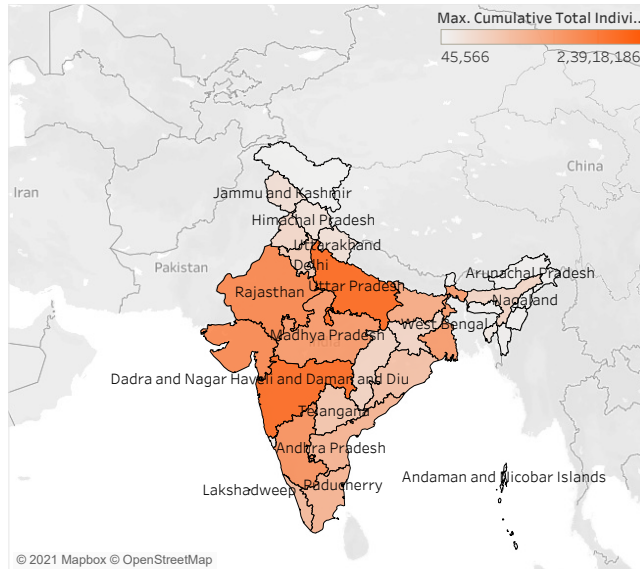 Max. Cumulative Total Indivi..
45,566 2,39,18,186
China
Iran
Jammu and Kashmir
Himachal Pradesh
Uttarakhand
Delhi
Pakistan
Arunachal Pradesh
Uttar Pradesh
Rajasthan
Nagaland
West Bengal
Madhya Pradesh
India
Dadra and Nagar Haveli and Daman and Diu
Telangana
Andhra Pradesh
Andaman and Nicobar Islands
Puducherry
Lakshadweep
© 2021 Mapbox © OpenStreetMap